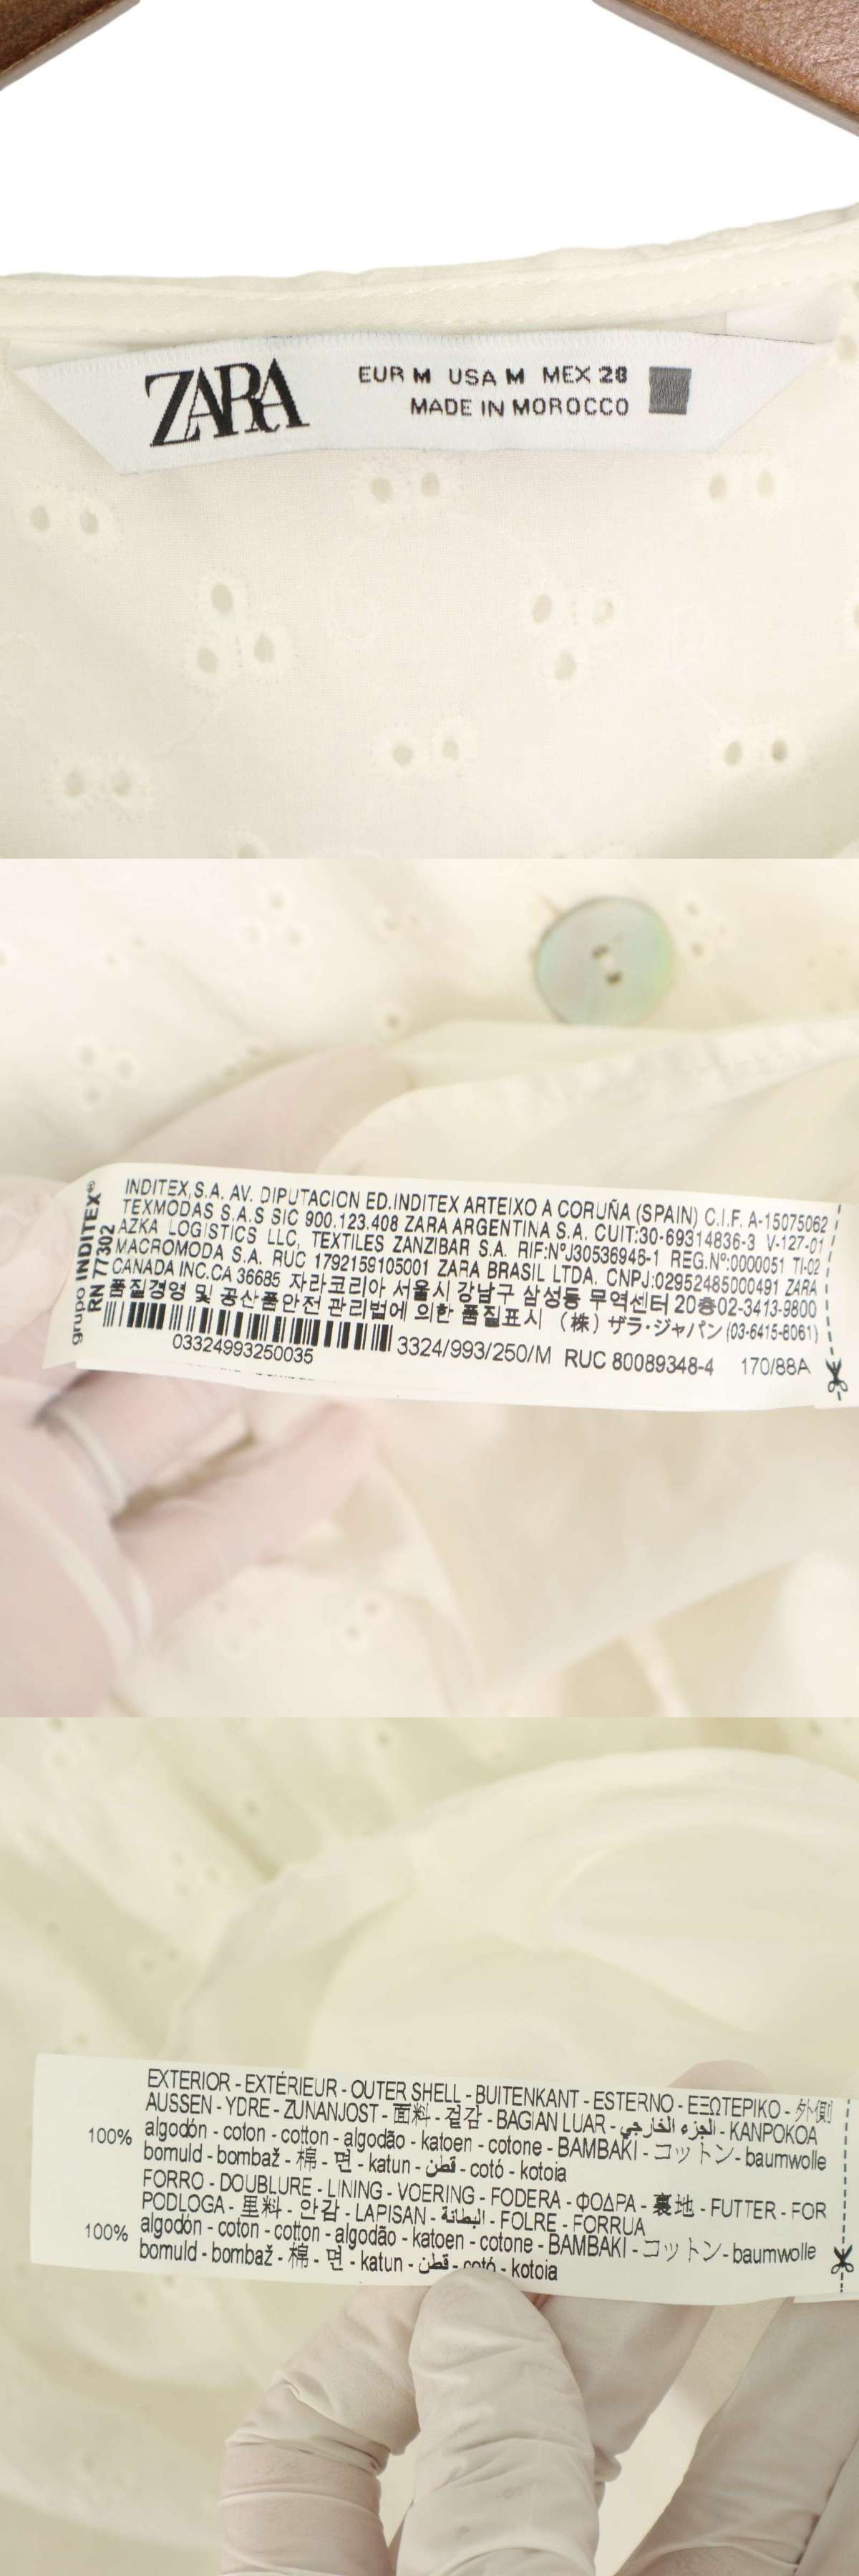 ZARA
EUR M USA M MEX 28
MADE IN MOROCCO
grupo INDITEX®
RN 77302
INDITEX,S.A. AV. DIPUTACION ED.INDITEX ARTEIXO A CORUÑA (SPAIN) C.I.F. A-15075062
TEXMODAS S.A.S SIC 900.123.408 ZARA ARGENTINA S.A. CUIT:30-69314836-3 V-127-01
AZKA LOGISTICS LLC, TEXTILES ZANZIBAR S.A. RIF:NºJ30536946-1 REG.Nº:0000051 TI-02
MACROMODA S.A. RUC 1792159105001 ZARA BRASIL LTDA. CNPJ:02952485000491 ZARA
CANADA INC.CA 36685 자라코리아 서울시 강남구 삼성동 무역센터 20층02-3413-9800
품질경영 및 공산품안전 관리법에 의한 품질표시 (株) ザラ・ジャパン (03-6415-8061)
03324993250035 3324/993/250/M RUC 80089348-4 170/88A
EXTERIOR - EXTÉRIEUR - OUTER SHELL - BUITENKANT - ESTERNO - ΕΞΩΤΕΡΙΚΟ - 外側
AUSSEN - YDRE - ZUNANJOST - 面料 - 겉감 - BAGIAN LUAR - الجزء الخارجي - KANPOKOA
100% algodón - coton - cotton - algodão - katoen - cotone - BAMBAKI - コットン - baumwolle
bomuld - bombaž - 棉 - 면 - katun - قطن - cotó - kotoia
FORRO - DOUBLURE - LINING - VOERING - FODERA - ΦΟΔΡΑ - 裏地 - FUTTER - FOR
PODLOGA - 里料 - 안감 - LAPISAN - البطانة - FOLRE - FORRUA
100% algodón - coton - cotton - algodão - katoen - cotone - BAMBAKI - コットン - baumwolle
bomuld - bombaž - 棉 - 면 - katun - قطن - cotó - kotoia